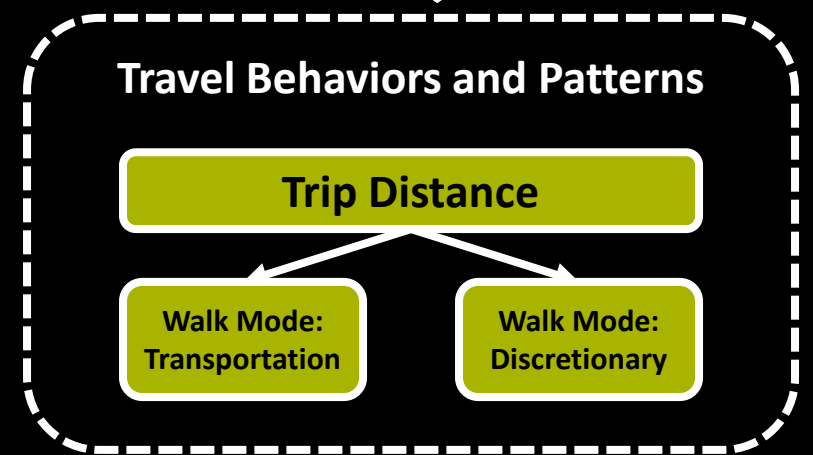 Travel Behaviors and Patterns
Trip Distance
Walk Mode:
Transportation
Walk Mode:
Discretionary